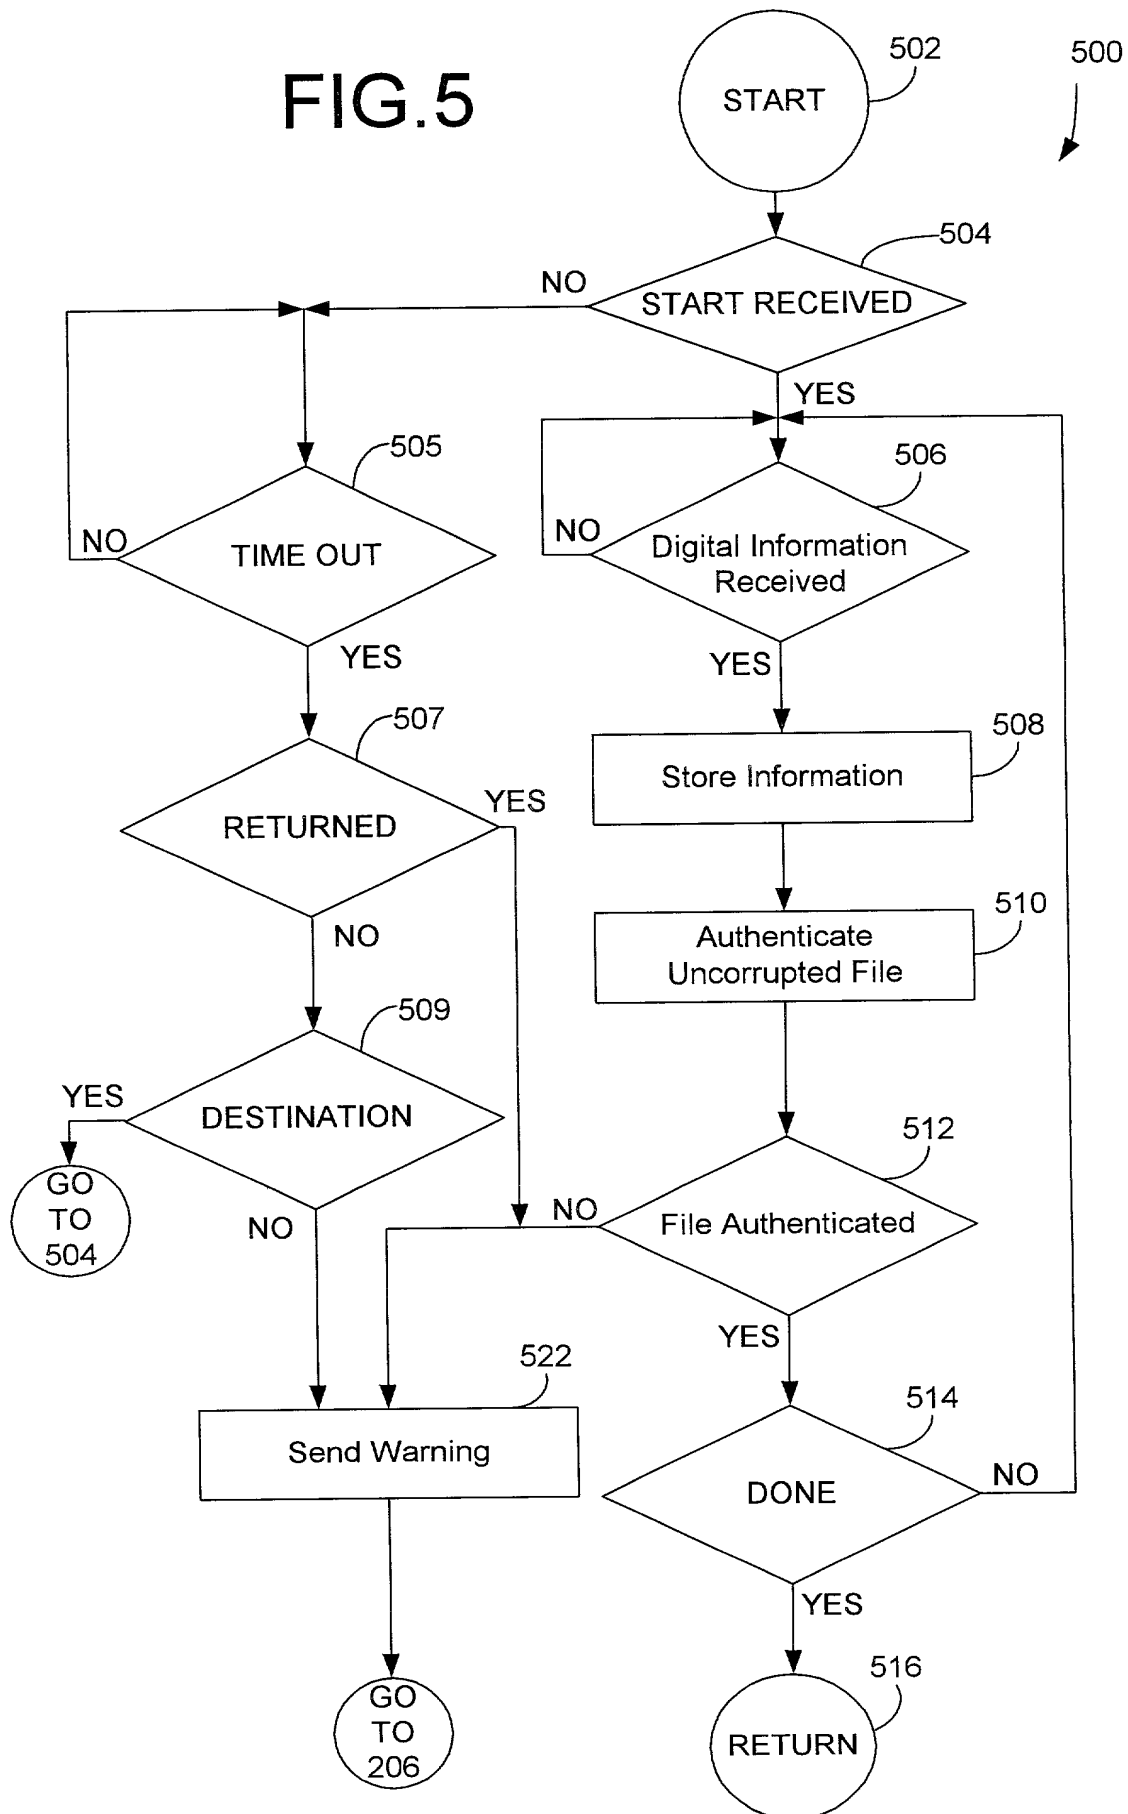 FIG.5
START
502
500
START RECEIVED
504
NO
YES
TIME OUT
505
NO
YES
Digital Information
Received
506
NO
YES
RETURNED
507
YES
NO
Store Information
508
Authenticate
Uncorrupted File
510
DESTINATION
509
YES
NO
GO
TO
504
File Authenticated
512
NO
YES
Send Warning
522
DONE
514
NO
YES
GO
TO
206
RETURN
516